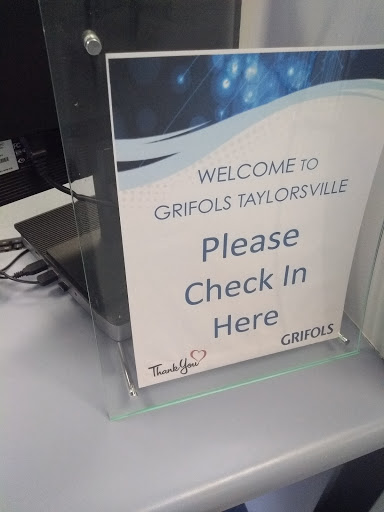 WELCOME TO
GRIFOLS TAYLORSVILLE
Please
Check In
Here
GRIFOLS
Thank You